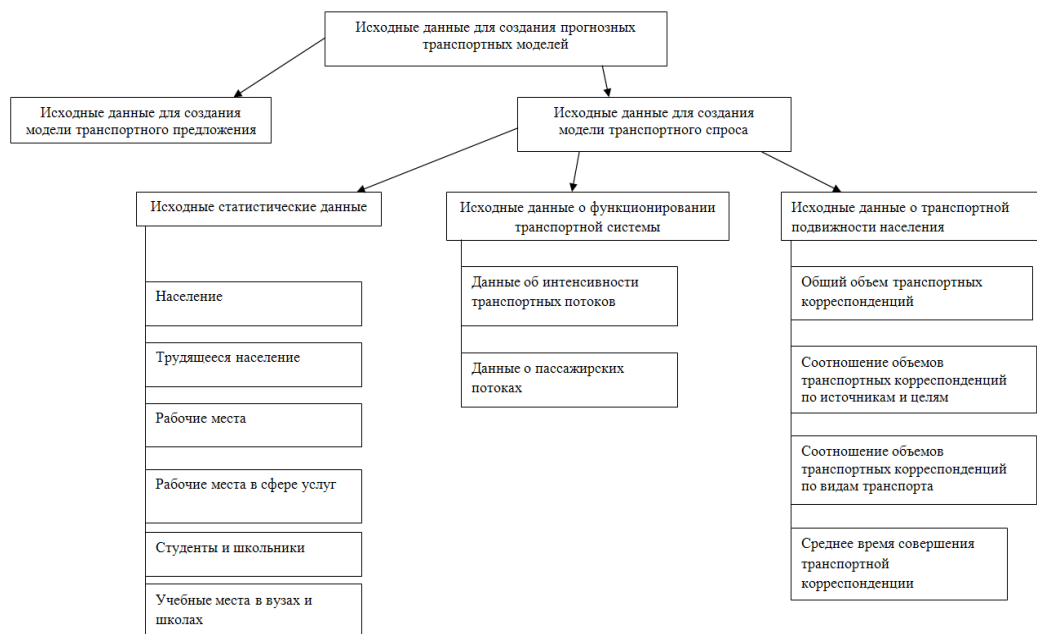 Исходные данные для создания прогнозных
транспортных моделей
Исходные данные для создания
модели транспортного предложения
Исходные данные для создания
модели транспортного спроса
Исходные статистические данные
Население
Трудящееся население
Рабочие места
Рабочие места в сфере услуг
Студенты и школьники
Учебные места в вузах и
школах
Исходные данные о функционировании
транспортной системы
Данные об интенсивности
транспортных потоков
Данные о пассажирских
потоках
Исходные данные о транспортной
подвижности населения
Общий объем транспортных
корреспонденций
Соотношение объемов
транспортных корреспонденций
по источникам и целям
Соотношение объемов
транспортных корреспонденций
по видам транспорта
Среднее время совершения
транспортной
корреспонденции